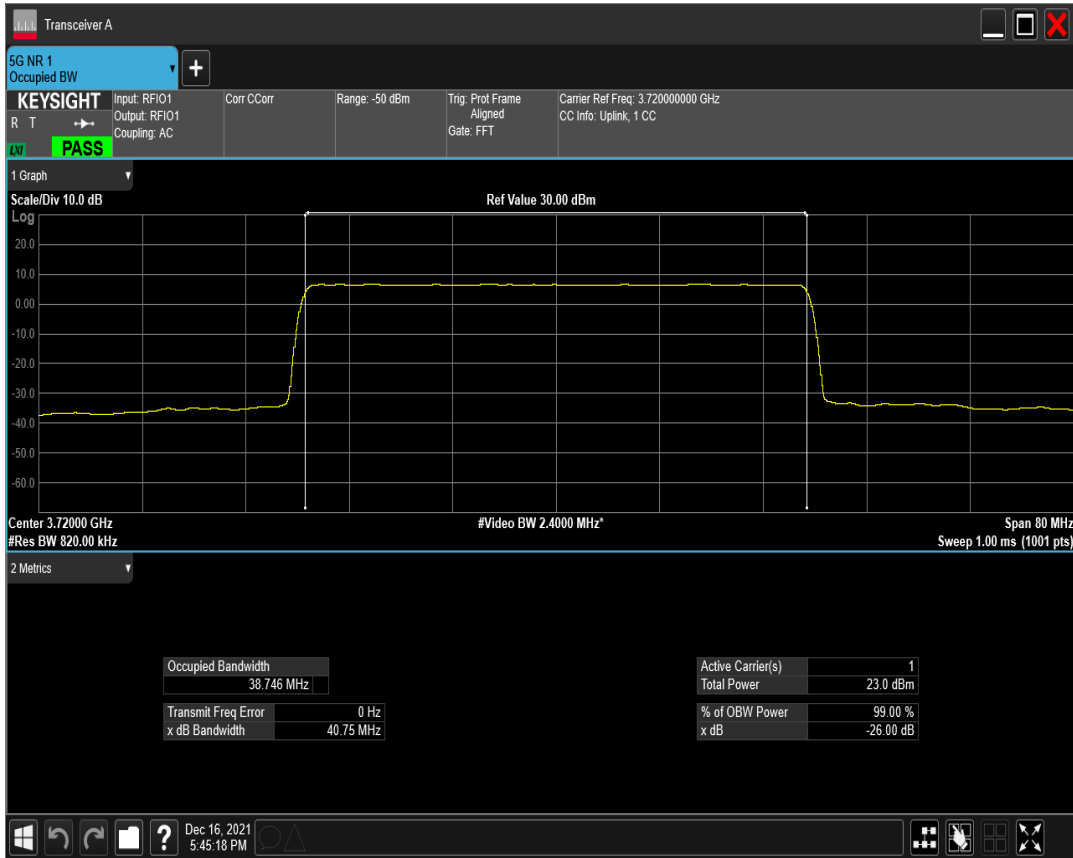 Transceiver A
5G NR 1
Occupied BW
KEYSIGHT
R T
LXI
PASS
Input: RFIO1
Output: RFIO1
Coupling: AC
Corr CCorr
Range: -50 dBm
Trig: Prot Frame
Aligned
Gate: FFT
Carrier Ref Freq: 3.720000000 GHz
CC Info: Uplink, 1 CC
1 Graph
Scale/Div 10.0 dB
Ref Value 30.00 dBm
Log
20.0
10.0
0.00
-10.0
-20.0
-30.0
-40.0
-50.0
-60.0
Center 3.72000 GHz
#Video BW 2.4000 MHz*
Span 80 MHz
#Res BW 820.00 kHz
Sweep 1.00 ms (1001 pts)
2 Metrics
Occupied Bandwidth
38.746 MHz
Transmit Freq Error 0 Hz
x dB Bandwidth 40.75 MHz
Active Carrier(s) 1
Total Power 23.0 dBm
% of OBW Power 99.00 %
x dB -26.00 dB
Dec 16, 2021
5:45:18 PM